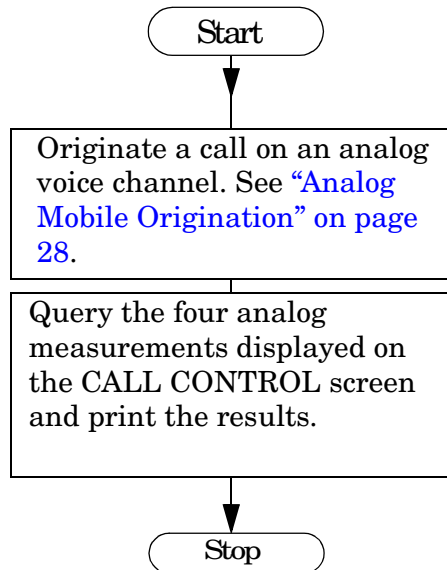 Start
Originate a call on an analog
voice channel. See “Analog
Mobile Origination” on page
28.
Query the four analog
measurements displayed on
the CALL CONTROL screen
and print the results.
Stop